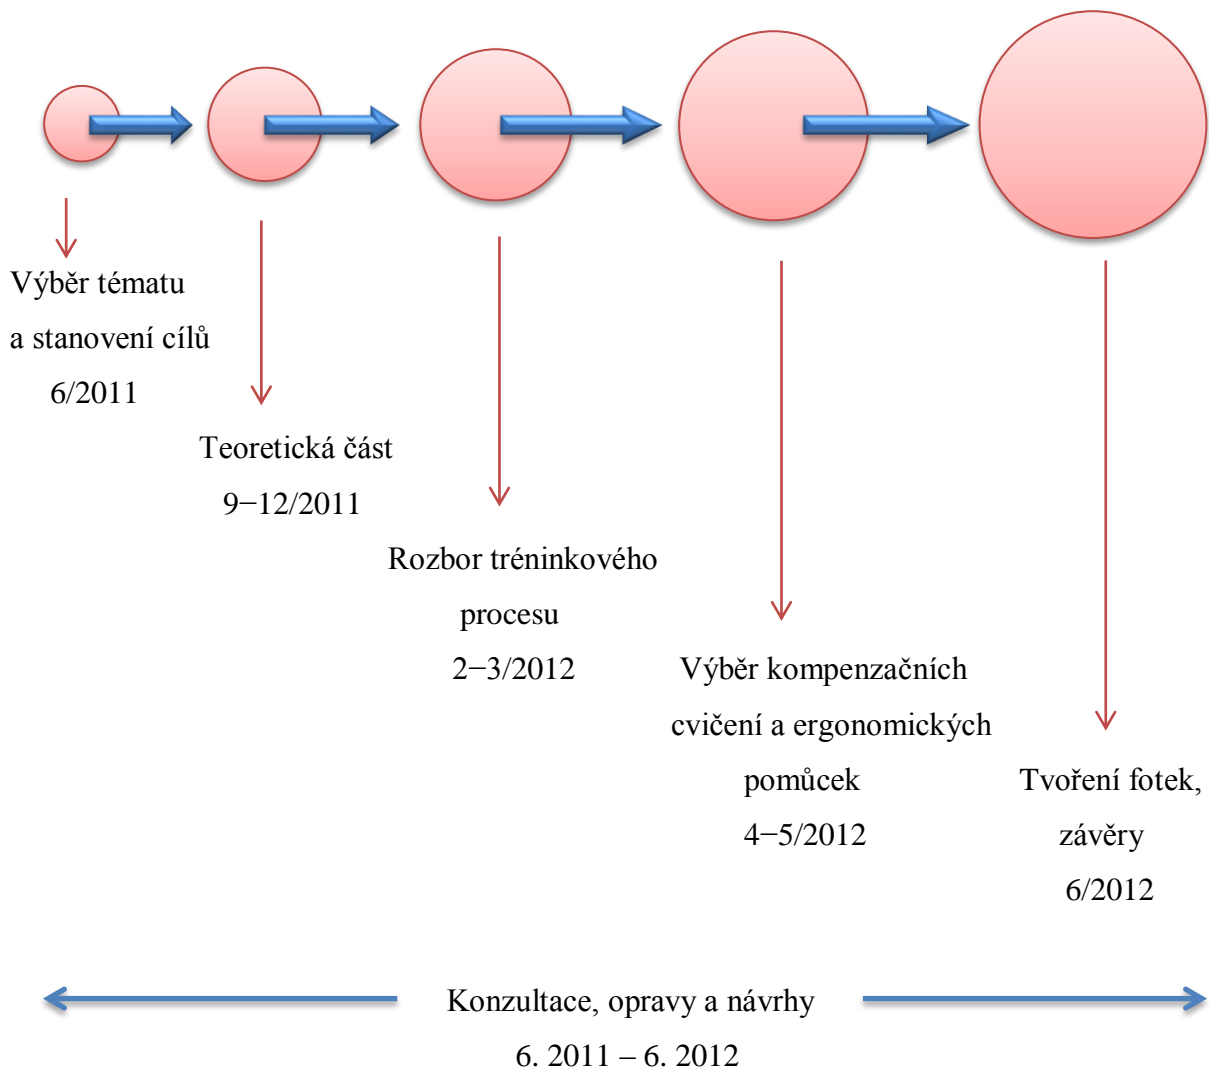 Výběr tématu
a stanovení cílů
6/2011
Teoretická část
9−12/2011
Rozbor tréninkového
procesu
2−3/2012
Výběr kompenzačních
cvičení a ergonomických
pomůcek
4−5/2012
Tvoření fotek,
závěry
6/2012
Konzultace, opravy a návrhy
6. 2011 – 6. 2012